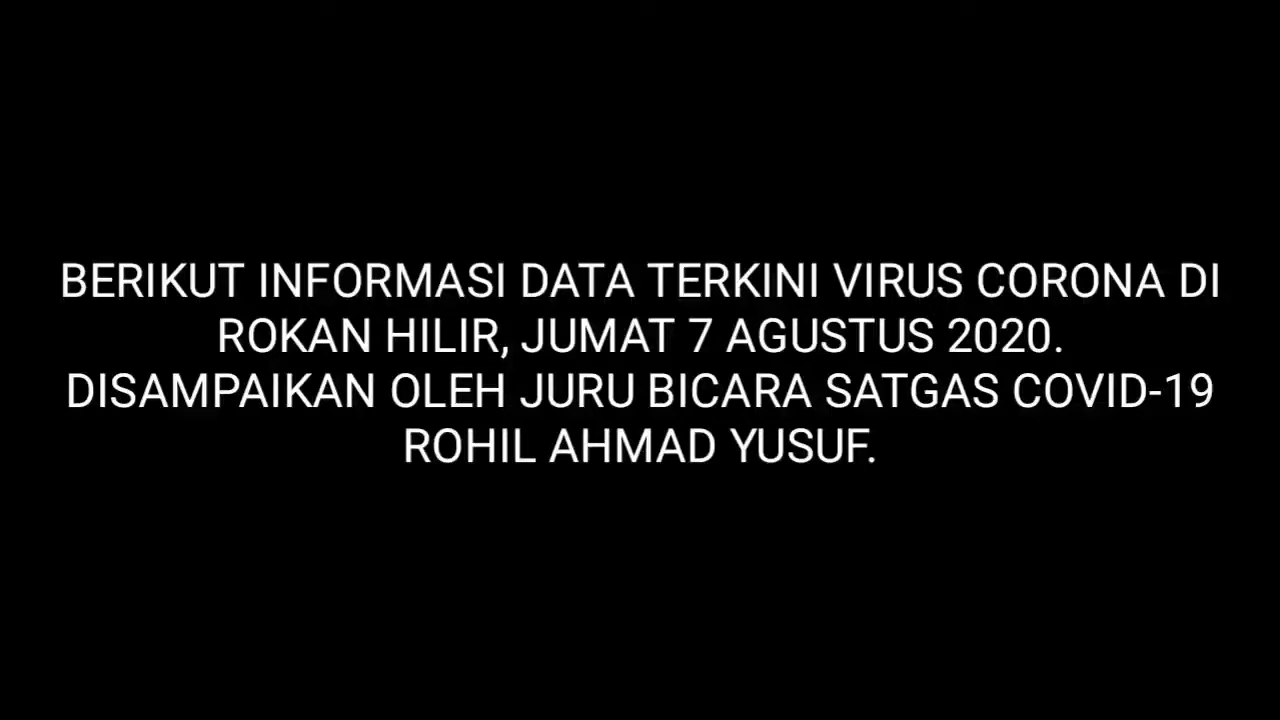 BERIKUT INFORMASI DATA TERKINI VIRUS CORONA DI
ROKAN HILIR, JUMAT 7 AGUSTUS 2020.
DISAMPAIKAN OLEH JURU BICARA SATGAS COVID-19
ROHIL AHMAD YUSUF.